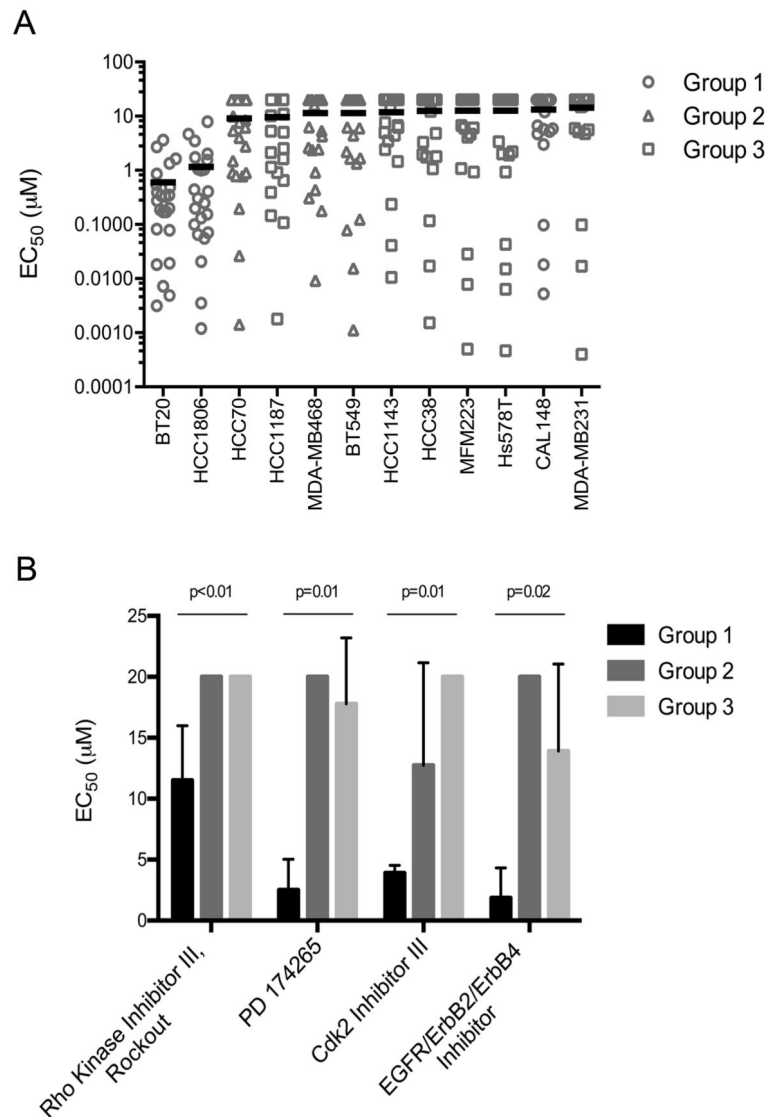 A
100
10
1
0.1000
0.0100
0.0010
0.0001
EC50 (μM)
BT20
HCC1806
HCC70
HCC1187
MDA-MB468
BT549
HCC1143
HCC38
MFM223
Hs578T
CAL148
MDA-MB231
Group 1
Group 2
Group 3
B
p<0.01
p=0.01
p=0.01
p=0.02
25
20
15
10
5
0
EC50 (μM)
Rho Kinase Inhibitor III,
Rockout
PD 174265
Cdk2 Inhibitor III
EGFR/ErbB2/ErbB4
Inhibitor
Group 1
Group 2
Group 3